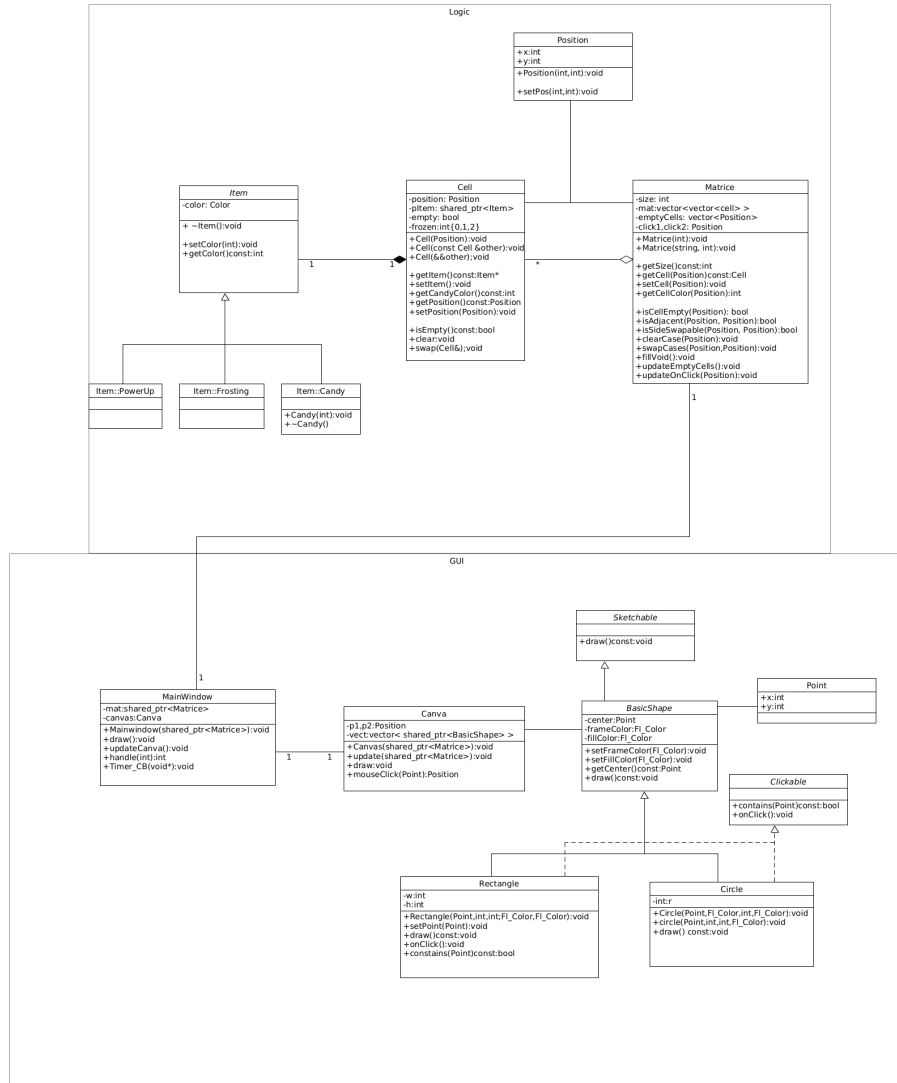 Logic
Position
+x:int
+y:int
+Position(int,int):void
+setPos(int,int):void
Item
-color: Color
+ ~Item():void
+setColor(int):void
+getColor()const:int
Cell
-position: Position
-pItem: shared_ptr<Item>
-empty: bool
-frozen:int{0,1,2}
+Cell(Position):void
+Cell(const Cell &other):void
+Cell(&&other);void
+getItem()const:Item*
+setItem():void
+getCandyColor()const:int
+getPosition()const:Position
+setPosition(Position):void
+isEmpty()const:bool
+clear:void
+swap(Cell&);void
Matrice
-size: int
-mat:vector<vector<cell> >
-emptyCells: vector<Position>
-click1,click2: Position
+Matrice(int):void
+Matrice(string, int):void
+getSize()const:int
+getCell(Position)const:Cell
+setCell(Position):void
+getCellColor(Position):int
+isCellEmpty(Position): bool
+isAdjacent(Position, Position):bool
+isSideSwapable(Position, Position):bool
+clearCase(Position):void
+swapCases(Position,Position):void
+fillVoid():void
+updateEmptyCells():void
+updateOnClick(Position):void
1
1
*
Item::PowerUp
Item::Frosting
Item::Candy
+Candy(int):void
+~Candy()
1
GUI
Sketchable
+draw()const:void
1
MainWindow
-mat:shared_ptr<Matrice>
-canvas:Canva
+Mainwindow(shared_ptr<Matrice>):void
+draw():void
+updateCanva():void
+handle(int):int
+Timer_CB(void*):void
1
1
Canva
-p1,p2:Position
-vect:vector< shared_ptr<BasicShape> >
+Canvas(shared_ptr<Matrice>):void
+update(shared_ptr<Matrice>):void
+draw:void
+mouseClick(Point):Position
BasicShape
-center:Point
-frameColor:Fl_Color
-fillColor:Fl_Color
+setFrameColor(Fl_Color):void
+setFillColor(Fl_Color):void
+getCenter()const:Point
+draw()const:void
Point
+x:int
+y:int
Clickable
+contains(Point)const:bool
+onClick():void
Rectangle
-w:int
-h:int
+Rectangle(Point,int,int;Fl_Color,Fl_Color):void
+setPoint(Point):void
+draw()const:void
+onClick():void
+constains(Point)const:bool
Circle
-int:r
+Circle(Point,Fl_Color,int,Fl_Color):void
+circle(Point,int,int,Fl_Color):void
+draw() const:void